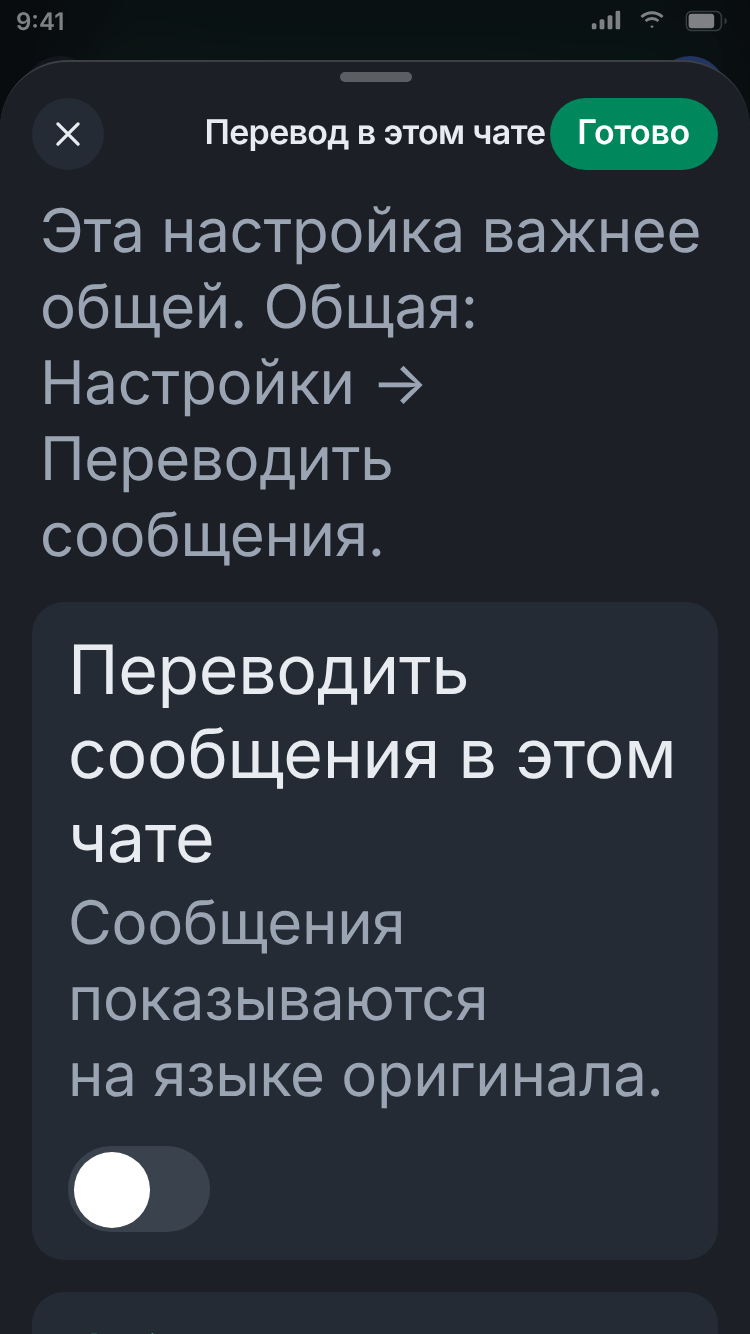 9:41
Перевод в этом чате
Готово
Эта настройка важнее
общей. Общая:
Настройки →
Переводить
сообщения.
Переводить
сообщения в этом
чате
Сообщения
показываются
на языке оригинала.